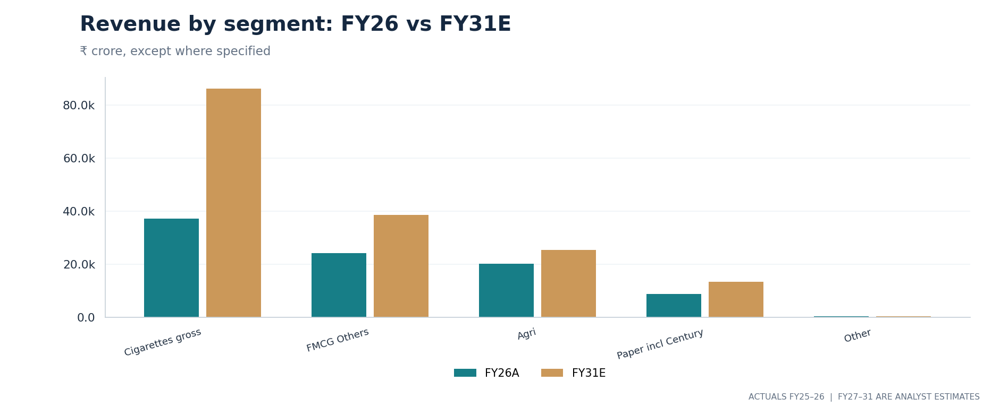 Revenue by segment: FY26 vs FY31E
₹ crore, except where specified
80.0k
60.0k
40.0k
20.0k
0.0
Cigarettes gross
FMCG Others
Agri
Paper incl Century
Other
FY26A
FY31E
ACTUALS FY25–26 | FY27–31 ARE ANALYST ESTIMATES